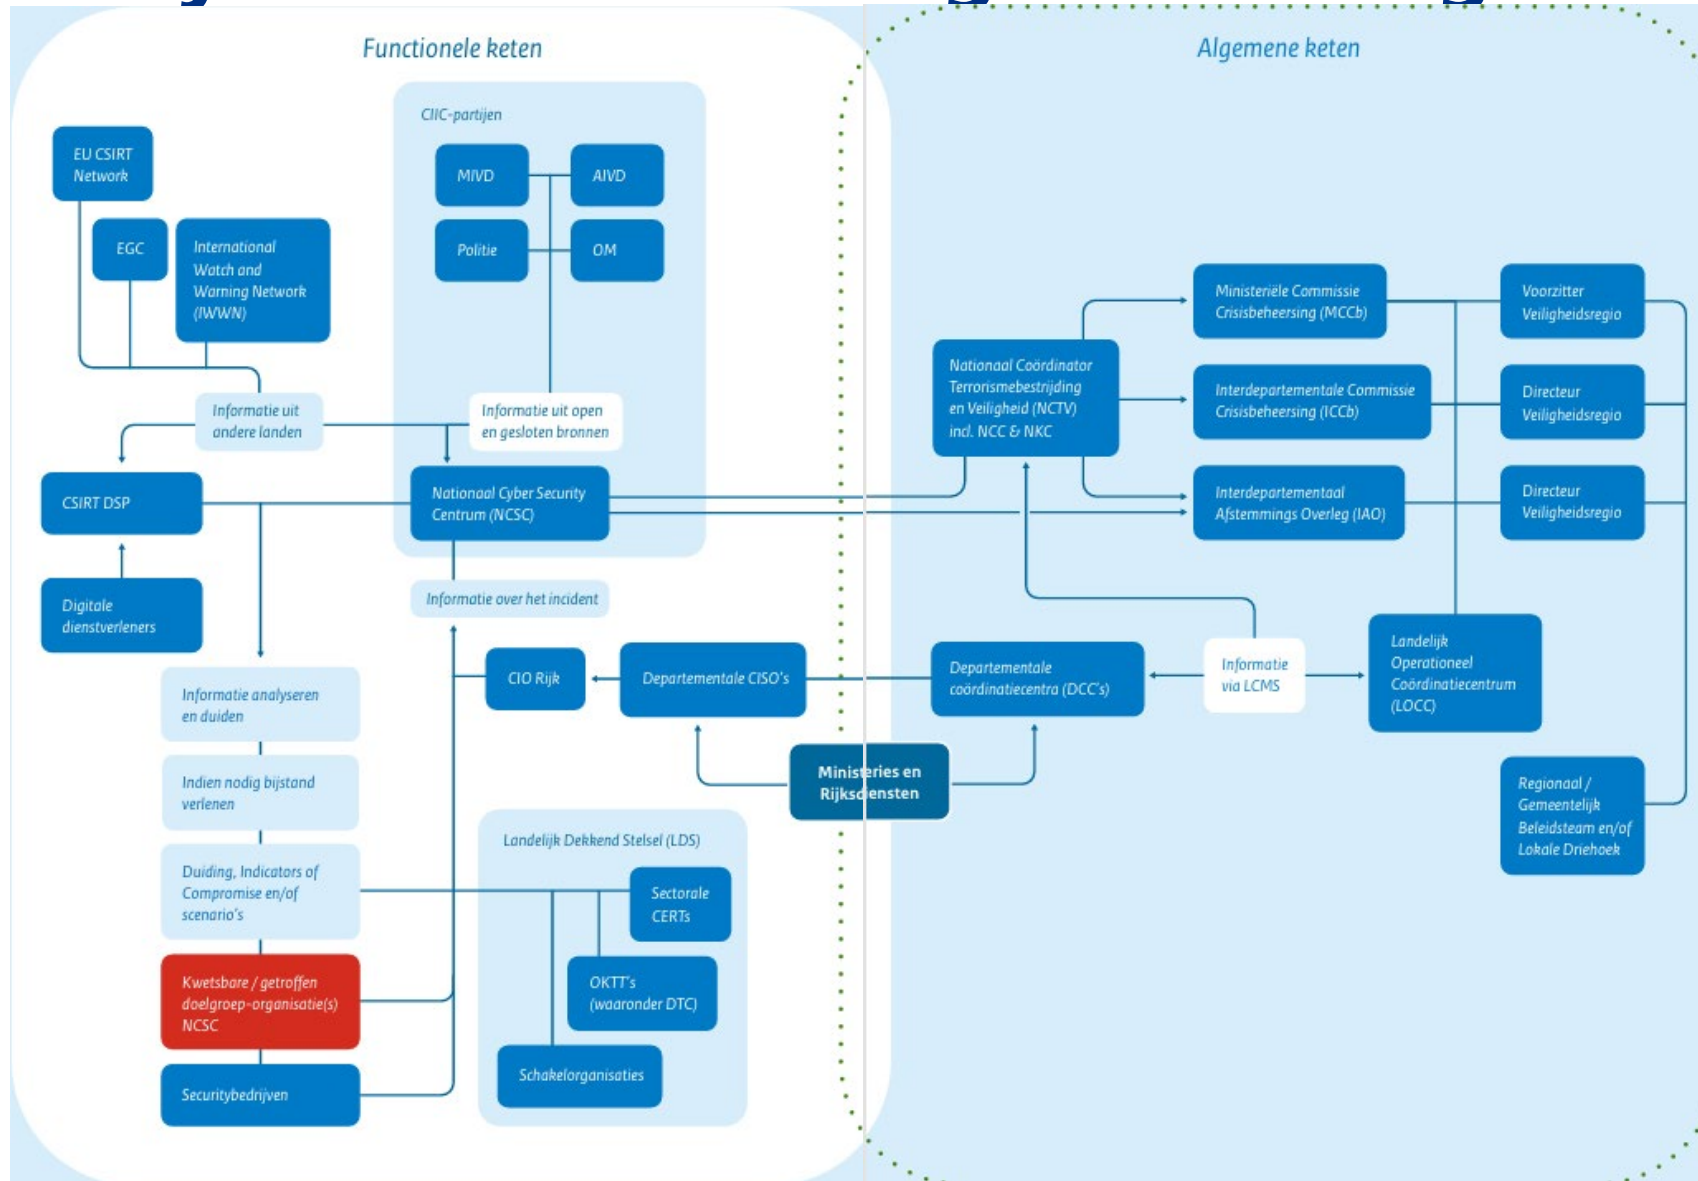 Functionele keten
Algemene keten
CIIC-partijen
EU CSIRT
Network
MIVD
AIVD
EGC
International
Watch and
Warning Network
(IWWN)
Politie
OM
Ministeriële Commissie
Crisisbeheersing (MCCb)
Voorzitter
Veiligheidsregio
Nationaal Coördinator
Terrorismebestrijding
en Veiligheid (NCTV)
incl. NCC & NKC
Interdepartementale Commissie
Crisisbeheersing (ICCb)
Directeur
Veiligheidsregio
Informatie uit
andere landen
Informatie uit open
en gesloten bronnen
CSIRT DSP
Nationaal Cyber Security
Centrum (NCSC)
Interdepartementaal
Afstemmings Overleg (IAO)
Directeur
Veiligheidsregio
Digitale
dienstverleners
Informatie over het incident
Informatie analyseren
en duiden
CIO Rijk
Departementale CISO's
Departementale
coördinatiecentra (DCC's)
Informatie
via LCMS
Landelijk
Operationeel
Coördinatiecentrum
(LOCC)
Indien nodig bijstand
verlenen
Ministeries en
Rijksdiensten
Regionaal /
Gemeentelijk
Beleidsteam en/of
Lokale Driehoek
Landelijk Dekkend Stelsel (LDS)
Duiding, Indicators of
Compromise en/of
scenario's
Sectorale
CERTs
Kwetsbare / getroffen
doelgroep-organisatie(s)
NCSC
OKTT's
(waaronder DTC)
Schakelorganisaties
Securitybedrijven